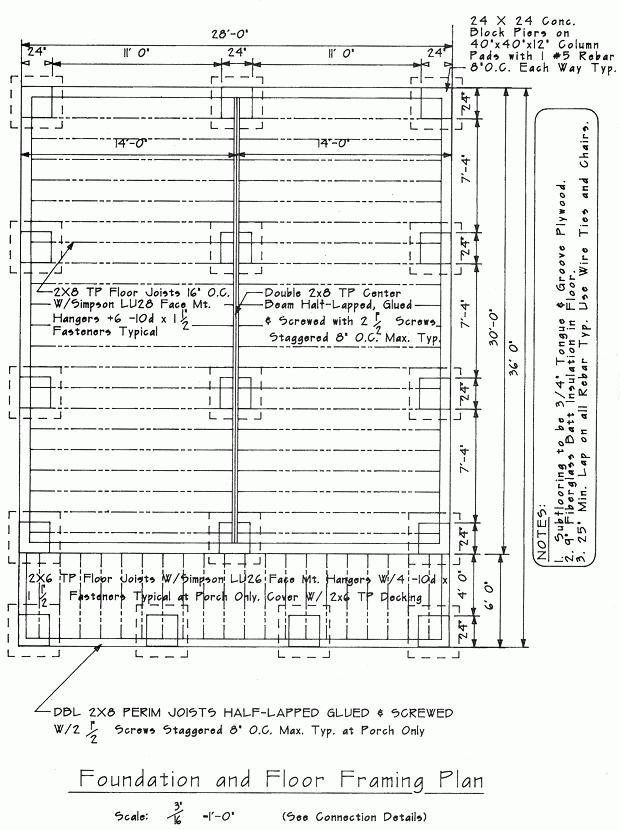 24 X 24 Conc.
Block Piers on
40"x40"x12" Column
Pads with 1 #5 Rebar
8"O.C. Each Way Typ.
28'-0"
24"
11' 0"
24"
11' 0"
24"
14'-0"
14'-0"
24"
7'-4"
24"
7'-4"
24"
7'-4"
24"
4' 0"
24"
30'-0"
6' 0"
36' 0"
2X8 TP Floor Joists 16" O.C.
W/Simpson LU28 Face Mt.
Hangers +6 -10d x 1 1/2"
Fasteners Typical
Double 2x8 TP Center
Beam Half-Lapped, Glued
& Screwed with 2 1/2" Screws
Staggered 8" O.C. Max. Typ.
2X6 TP Floor Joists W/Simpson LU26 Face Mt. Hangers W/4 -10d x
1 1/2" Fasteners Typical at Porch Only. Cover W/ 2x6 TP Decking
NOTES:
1. Subflooring to be 3/4" Tongue & Groove Plywood.
2. 9" Fiberglass Batt Insulation in Floor.
3. 25" Min. Lap on all Rebar Typ. Use Wire Ties and Chairs.
DBL 2X8 PERIM JOISTS HALF-LAPPED GLUED & SCREWED
W/2 1/2" Screws Staggered 8" O.C. Max. Typ. at Porch Only
Foundation and Floor Framing Plan
Scale: 3/16" =1'-0" (See Connection Details)